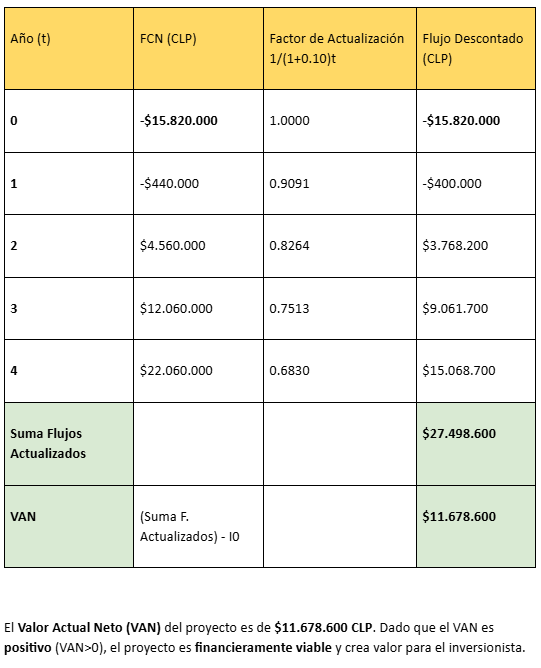 Año (t) FCN (CLP) Factor de Actualización Flujo Descontado
1/(1+0.10)t (CLP)
0 -$15.820.000 1.0000 -$15.820.000
1 -$440.000 0.9091 -$400.000
2 $4.560.000 0.8264 $3.768.200
3 $12.060.000 0.7513 $9.061.700
4 $22.060.000 0.6830 $15.068.700
Suma Flujos $27.498.600
Actualizados
VAN (Suma F. $11.678.600
Actualizados) - I0
El Valor Actual Neto (VAN) del proyecto es de $11.678.600 CLP. Dado que el VAN es
positivo (VAN>0), el proyecto es financieramente viable y crea valor para el inversionista.